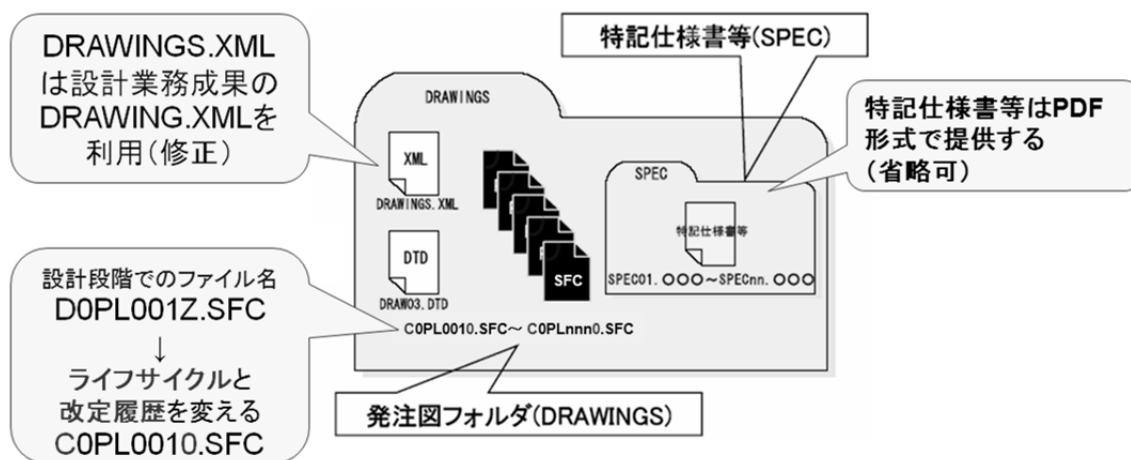 DRAWINGS.XML
は設計業務成果の
DRAWING.XMLを
利用(修正)
特記仕様書等(SPEC)
特記仕様書等はPDF
形式で提供する
(省略可)
DRAWINGS
XML
DRAWINGS.XML
DTD
DRAW03.DTD
SFC
C0PL0010.SFC～ C0PLnnn0.SFC
SPEC
特記仕様書等
SPEC01.○○○～SPECnn.○○○
設計段階でのファイル名
D0PL001Z.SFC
↓
ライフサイクルと
改定履歴を変える
C0PL0010.SFC
発注図フォルダ(DRAWINGS)